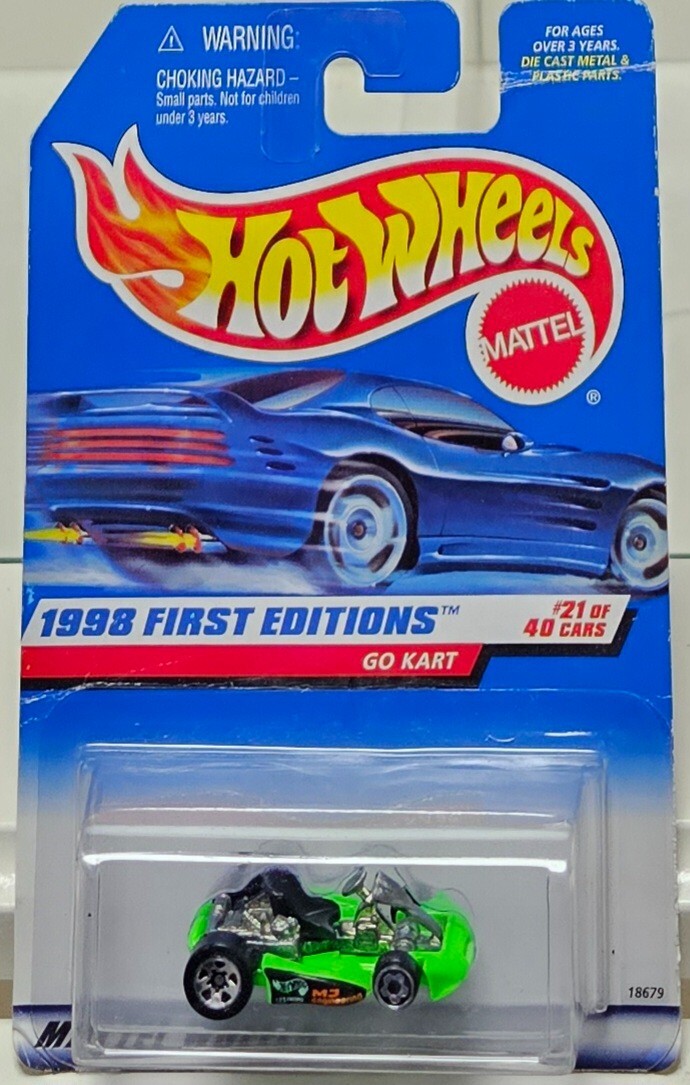 WARNING:
CHOKING HAZARD –
Small parts. Not for children
under 3 years.
FOR AGES
OVER 3 YEARS.
DIE CAST METAL &
PLASTIC PARTS.
HOT WHEELS
MATTEL
®
1998 FIRST EDITIONS™
#21 OF
40 CARS
GO KART
MJ
18679